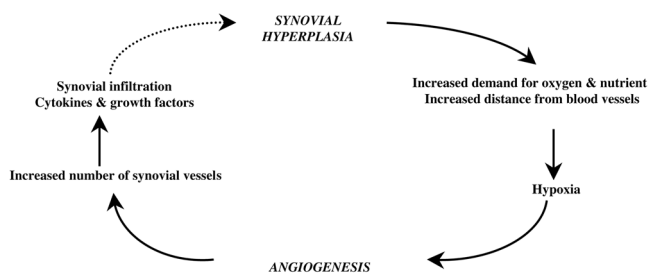 SYNOVIAL
HYPERPLASIA
Increased demand for oxygen & nutrient
Increased distance from blood vessels
Hypoxia
ANGIOGENESIS
Increased number of synovial vessels
Synovial infiltration
Cytokines & growth factors